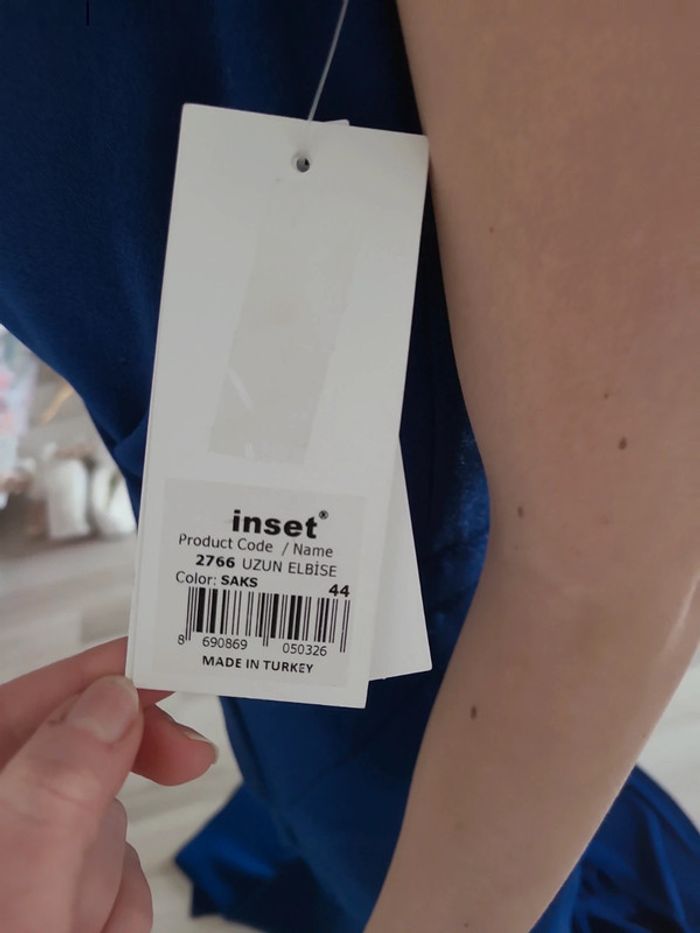 inset®
Product Code / Name
2766 UZUN ELBİSE
Color: SAKS 44
8 690869 050326
MADE IN TURKEY